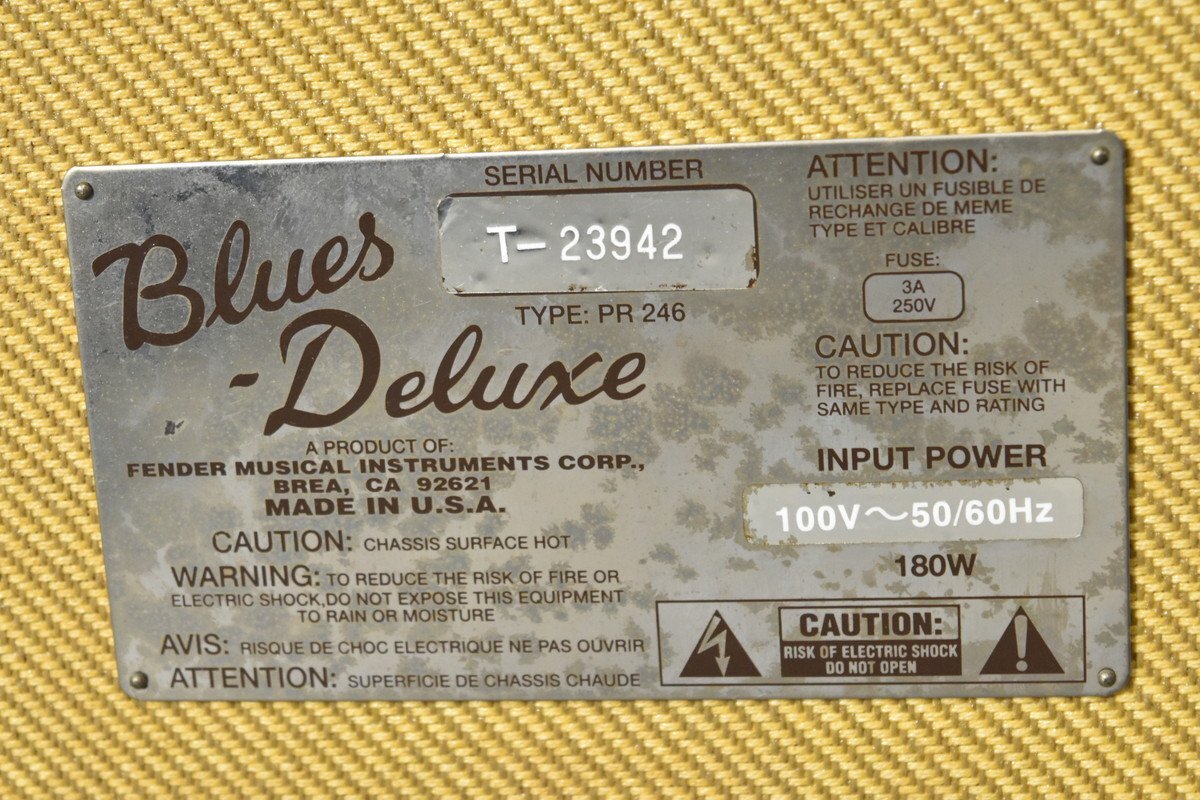 Blues
-Deluxe
SERIAL NUMBER
T-23942
TYPE: PR 246
A PRODUCT OF:
FENDER MUSICAL INSTRUMENTS CORP.,
BREA, CA 92621
MADE IN U.S.A.
CAUTION: CHASSIS SURFACE HOT
WARNING: TO REDUCE THE RISK OF FIRE OR
ELECTRIC SHOCK,DO NOT EXPOSE THIS EQUIPMENT
TO RAIN OR MOISTURE
AVIS: RISQUE DE CHOC ELECTRIQUE NE PAS OUVRIR
ATTENTION: SUPERFICIE DE CHASSIS CHAUDE
ATTENTION:
UTILISER UN FUSIBLE DE
RECHANGE DE MEME
TYPE ET CALIBRE
FUSE:
3A
250V
CAUTION:
TO REDUCE THE RISK OF
FIRE, REPLACE FUSE WITH
SAME TYPE AND RATING
INPUT POWER
100V～50/60Hz
180W
CAUTION:
RISK OF ELECTRIC SHOCK
DO NOT OPEN